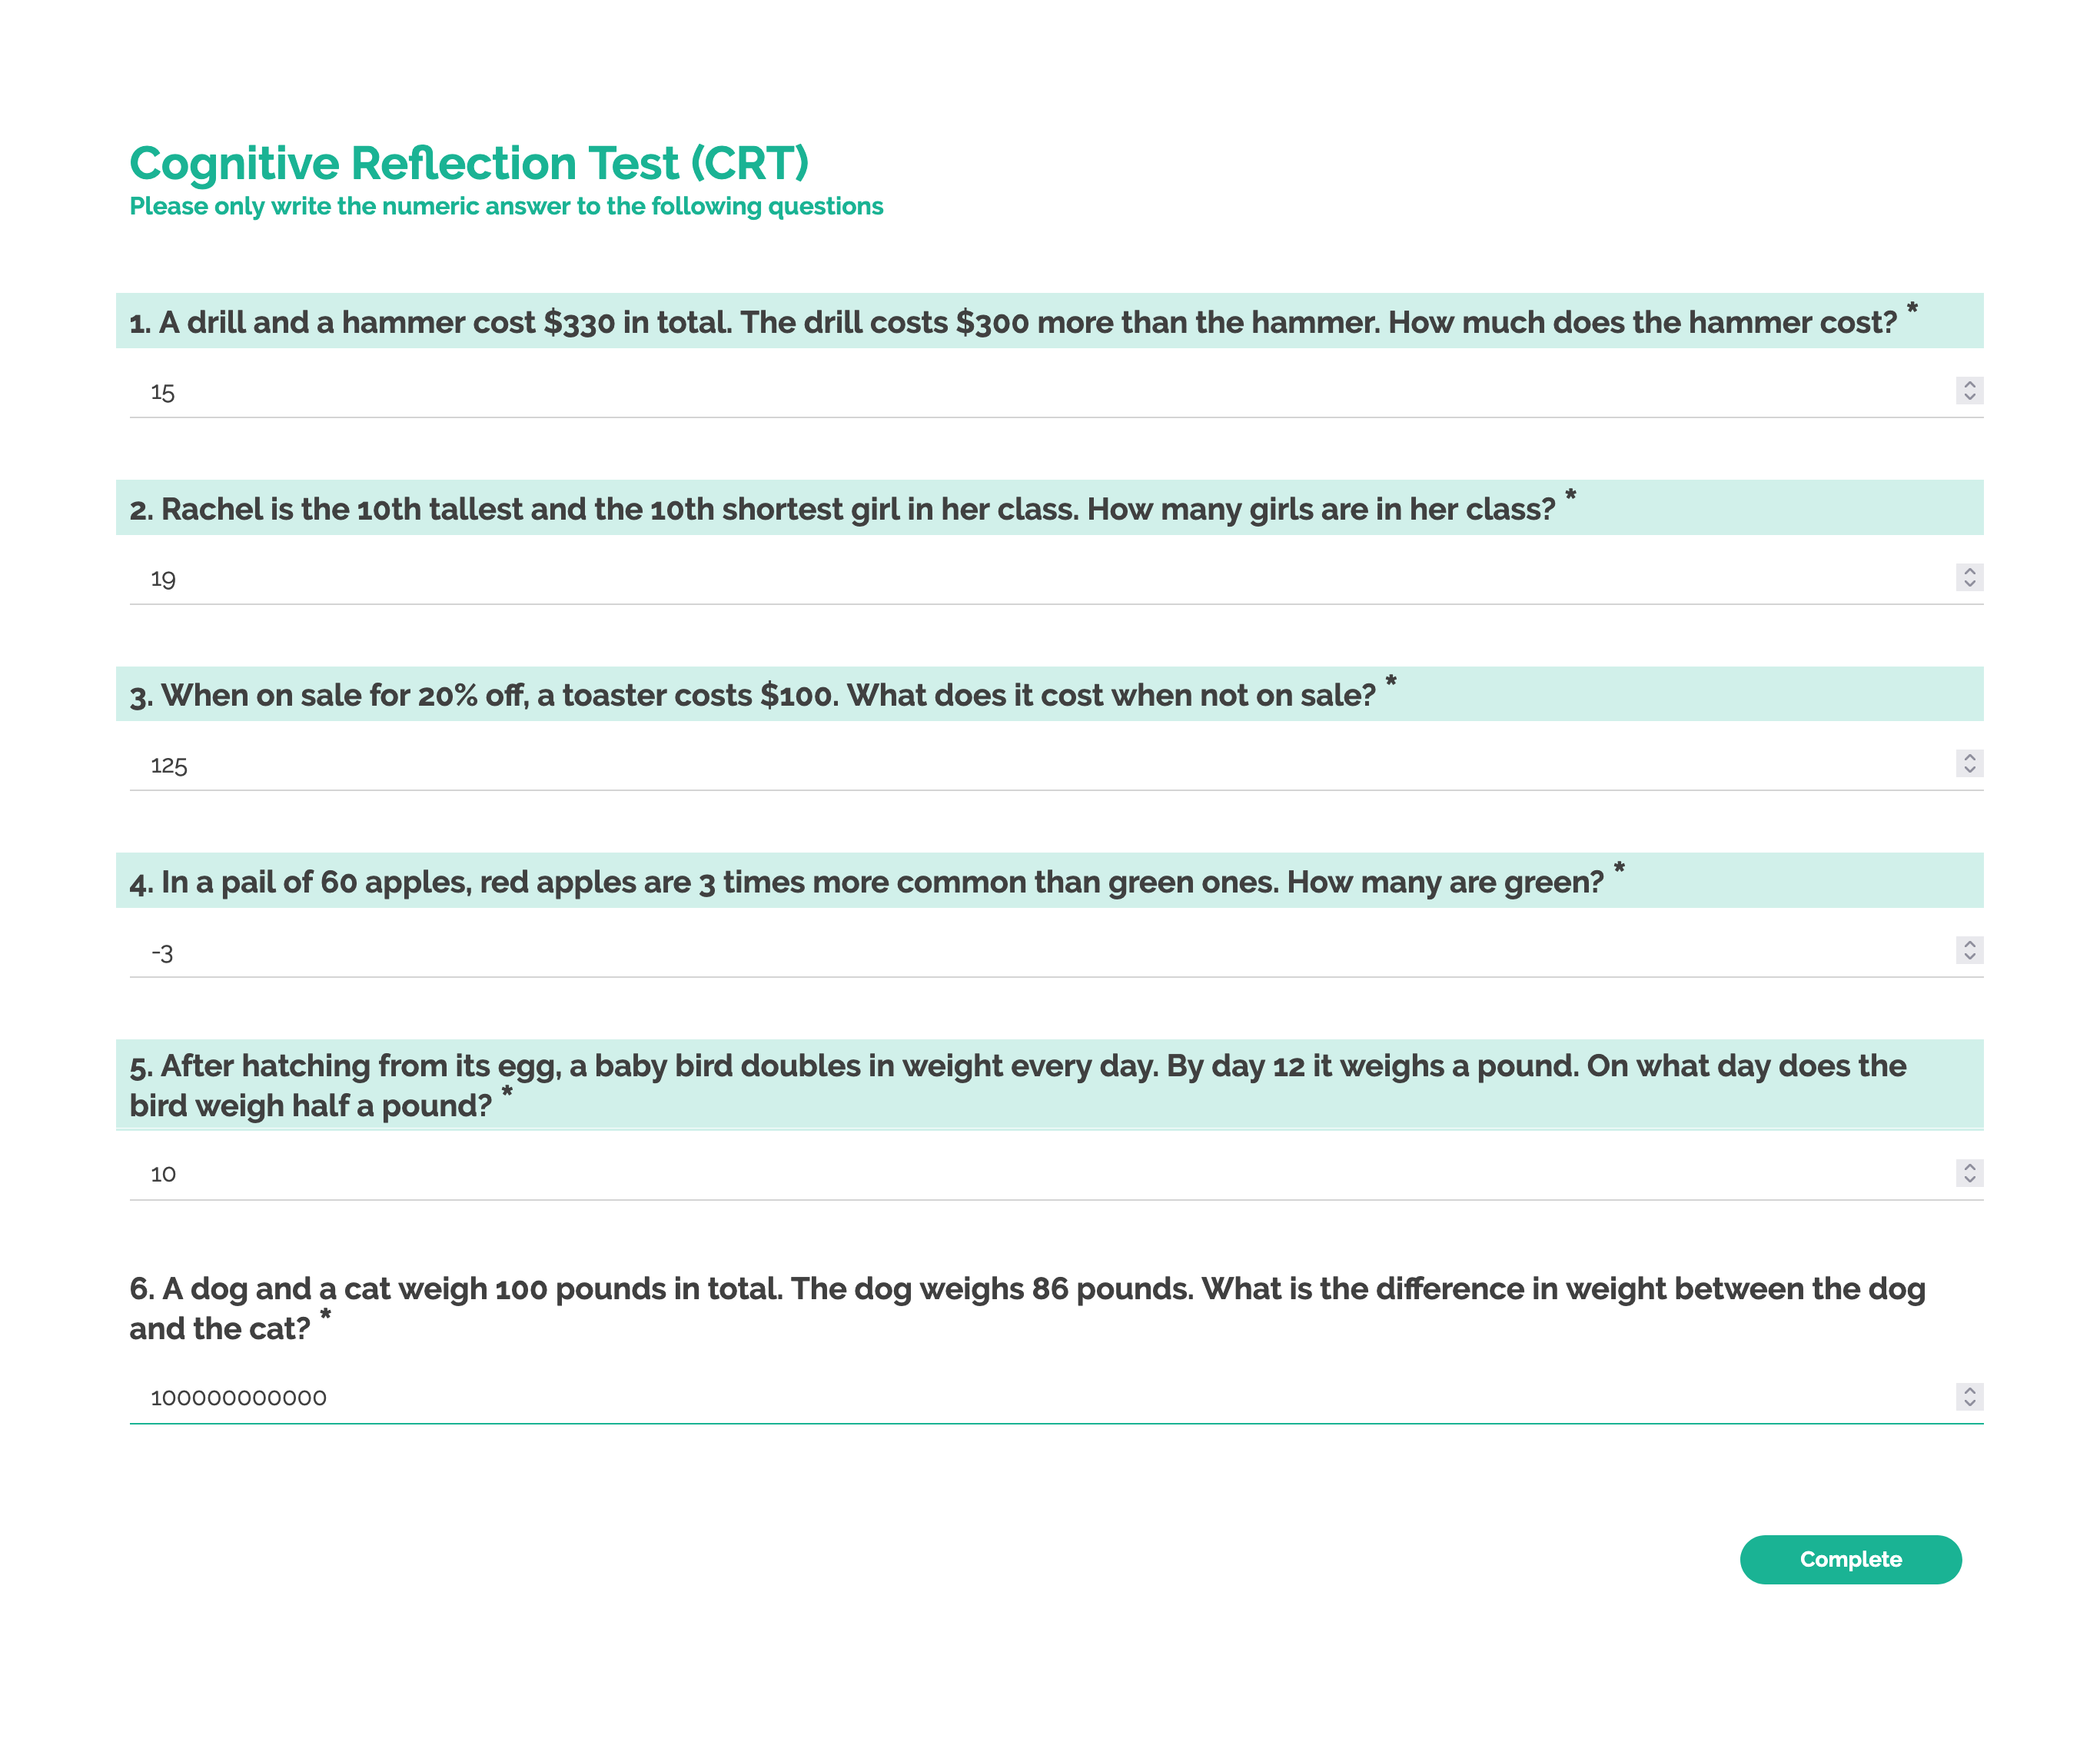 Cognitive Reflection Test (CRT)
Please only write the numeric answer to the following questions
1. A drill and a hammer cost $330 in total. The drill costs $300 more than the hammer. How much does the hammer cost? *
15
2. Rachel is the 10th tallest and the 10th shortest girl in her class. How many girls are in her class? *
19
3. When on sale for 20% off, a toaster costs $100. What does it cost when not on sale? *
125
4. In a pail of 60 apples, red apples are 3 times more common than green ones. How many are green? *
-3
5. After hatching from its egg, a baby bird doubles in weight every day. By day 12 it weighs a pound. On what day does the
bird weigh half a pound? *
10
6. A dog and a cat weigh 100 pounds in total. The dog weighs 86 pounds. What is the difference in weight between the dog
and the cat? *
100000000000
Complete